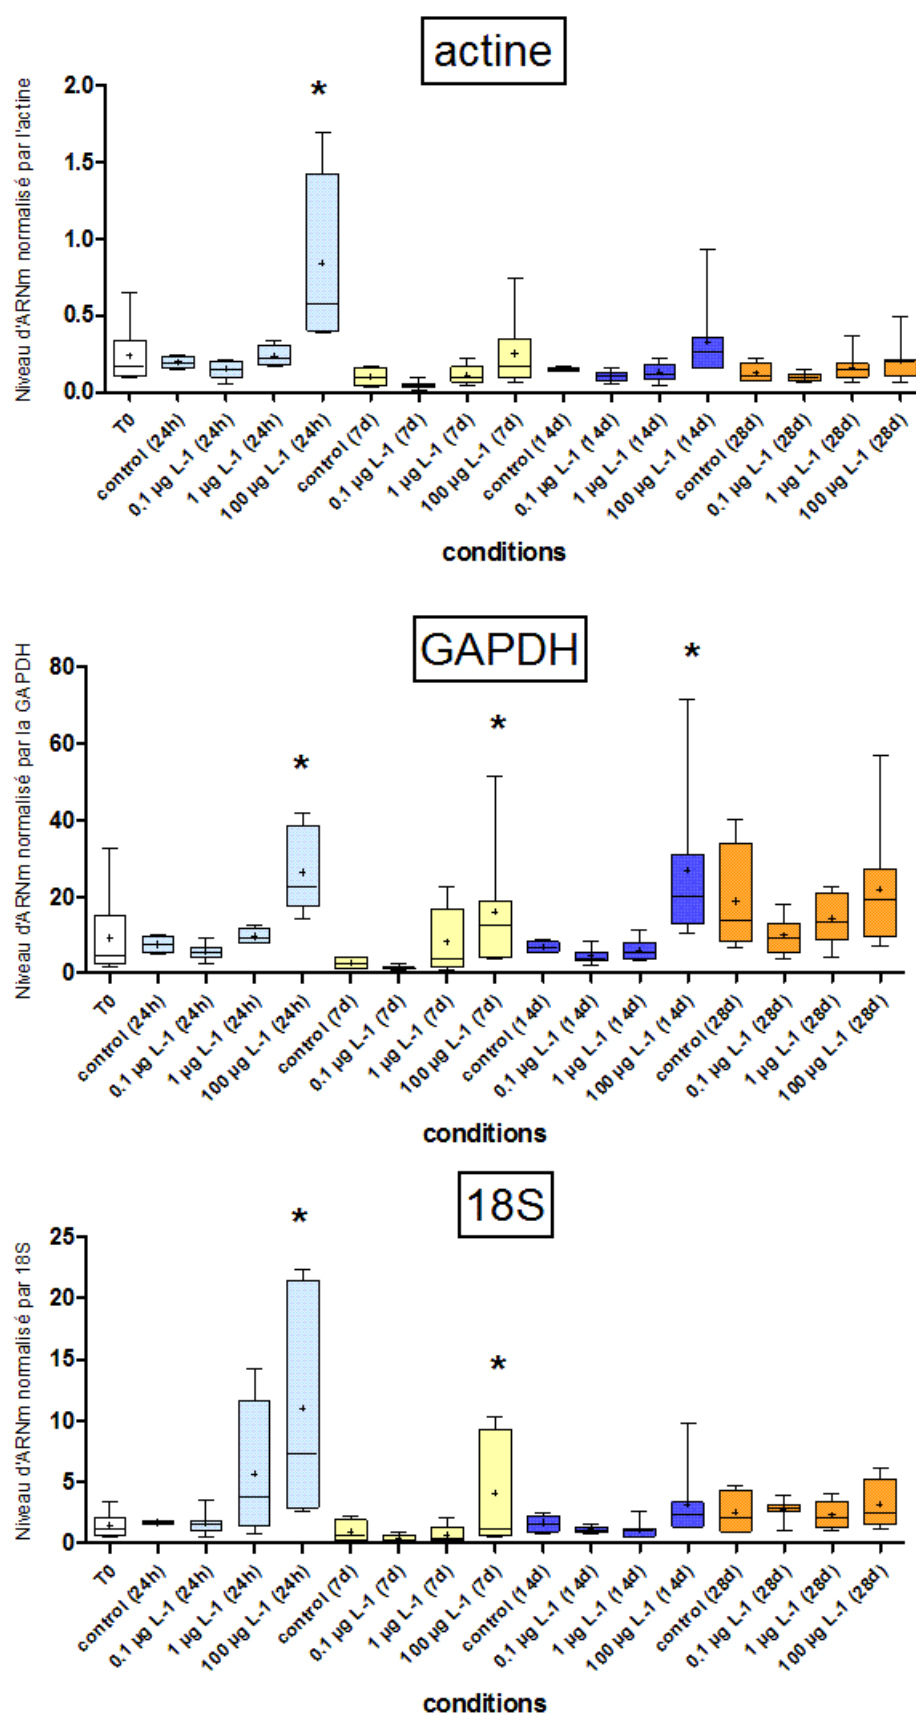 actine
Niveau d'ARNm normalisé par l'actine
*
2.0
1.5
1.0
0.5
0.0
T0
control (24h)
0.1 µg L-1 (24h)
1 µg L-1 (24h)
100 µg L-1 (24h)
control (7d)
0.1 µg L-1 (7d)
1 µg L-1 (7d)
100 µg L-1 (7d)
control (14d)
0.1 µg L-1 (14d)
1 µg L-1 (14d)
100 µg L-1 (14d)
control (28d)
0.1 µg L-1 (28d)
1 µg L-1 (28d)
100 µg L-1 (28d)
conditions
GAPDH
Niveau d'ARNm normalisé par la GAPDH
* * *
80
60
40
20
0
T0
control (24h)
0.1 µg L-1 (24h)
1 µg L-1 (24h)
100 µg L-1 (24h)
control (7d)
0.1 µg L-1 (7d)
1 µg L-1 (7d)
100 µg L-1 (7d)
control (14d)
0.1 µg L-1 (14d)
1 µg L-1 (14d)
100 µg L-1 (14d)
control (28d)
0.1 µg L-1 (28d)
1 µg L-1 (28d)
100 µg L-1 (28d)
conditions
18S
Niveau d'ARNm normalisé par 18S
* *
25
20
15
10
5
0
T0
control (24h)
0.1 µg L-1 (24h)
1 µg L-1 (24h)
100 µg L-1 (24h)
control (7d)
0.1 µg L-1 (7d)
1 µg L-1 (7d)
100 µg L-1 (7d)
control (14d)
0.1 µg L-1 (14d)
1 µg L-1 (14d)
100 µg L-1 (14d)
control (28d)
0.1 µg L-1 (28d)
1 µg L-1 (28d)
100 µg L-1 (28d)
conditions